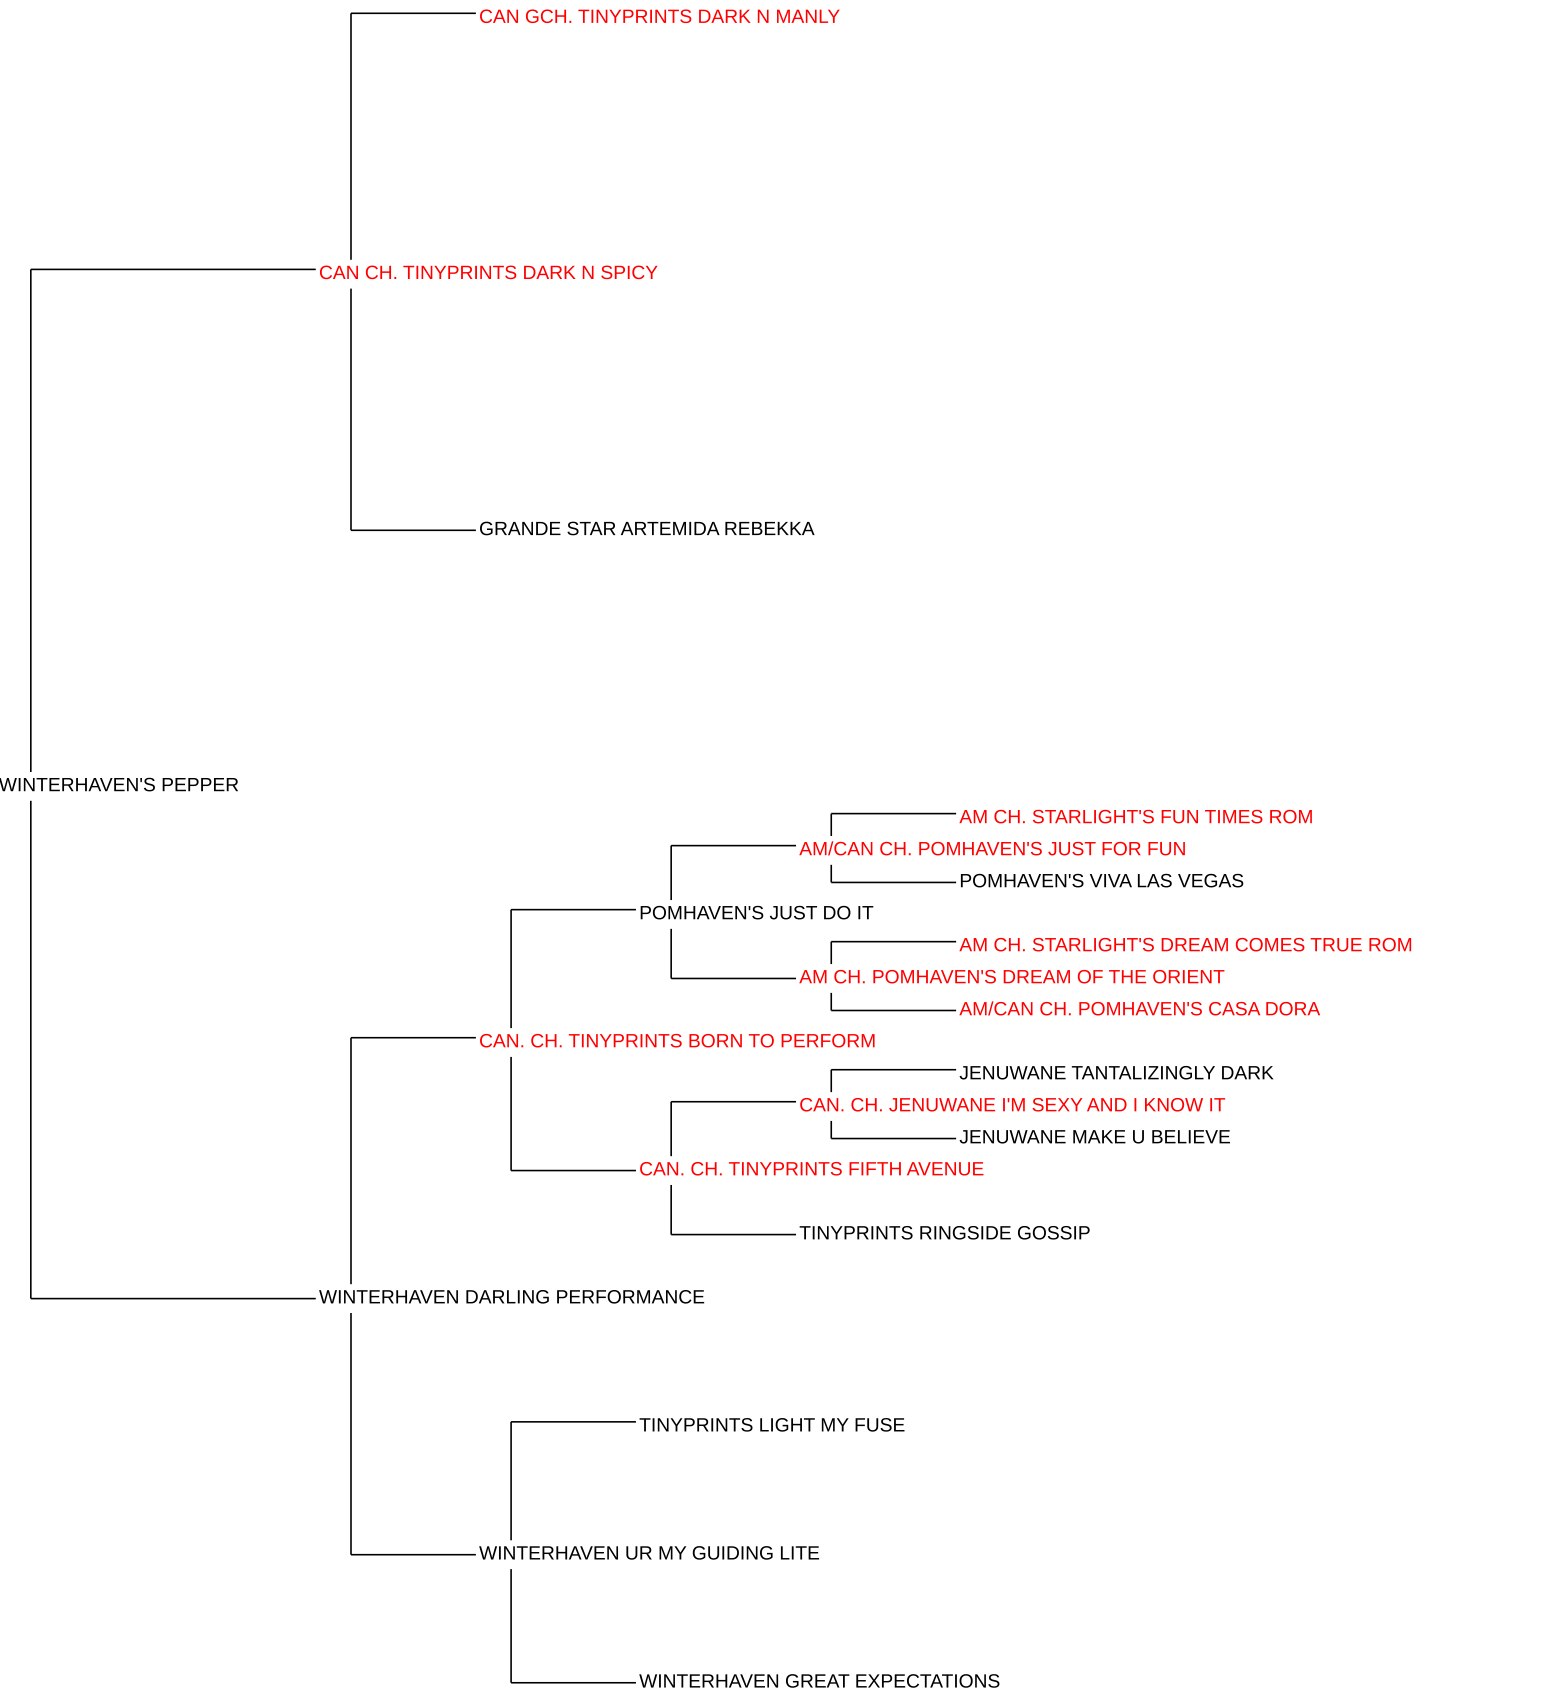 CAN GCH. TINYPRINTS DARK N MANLY
CAN CH. TINYPRINTS DARK N SPICY
GRANDE STAR ARTEMIDA REBEKKA
WINTERHAVEN'S PEPPER
AM CH. STARLIGHT'S FUN TIMES ROM
AM/CAN CH. POMHAVEN'S JUST FOR FUN
POMHAVEN'S VIVA LAS VEGAS
POMHAVEN'S JUST DO IT
AM CH. STARLIGHT'S DREAM COMES TRUE ROM
AM CH. POMHAVEN'S DREAM OF THE ORIENT
AM/CAN CH. POMHAVEN'S CASA DORA
CAN. CH. TINYPRINTS BORN TO PERFORM
JENUWANE TANTALIZINGLY DARK
CAN. CH. JENUWANE I'M SEXY AND I KNOW IT
JENUWANE MAKE U BELIEVE
CAN. CH. TINYPRINTS FIFTH AVENUE
TINYPRINTS RINGSIDE GOSSIP
WINTERHAVEN DARLING PERFORMANCE
TINYPRINTS LIGHT MY FUSE
WINTERHAVEN UR MY GUIDING LITE
WINTERHAVEN GREAT EXPECTATIONS